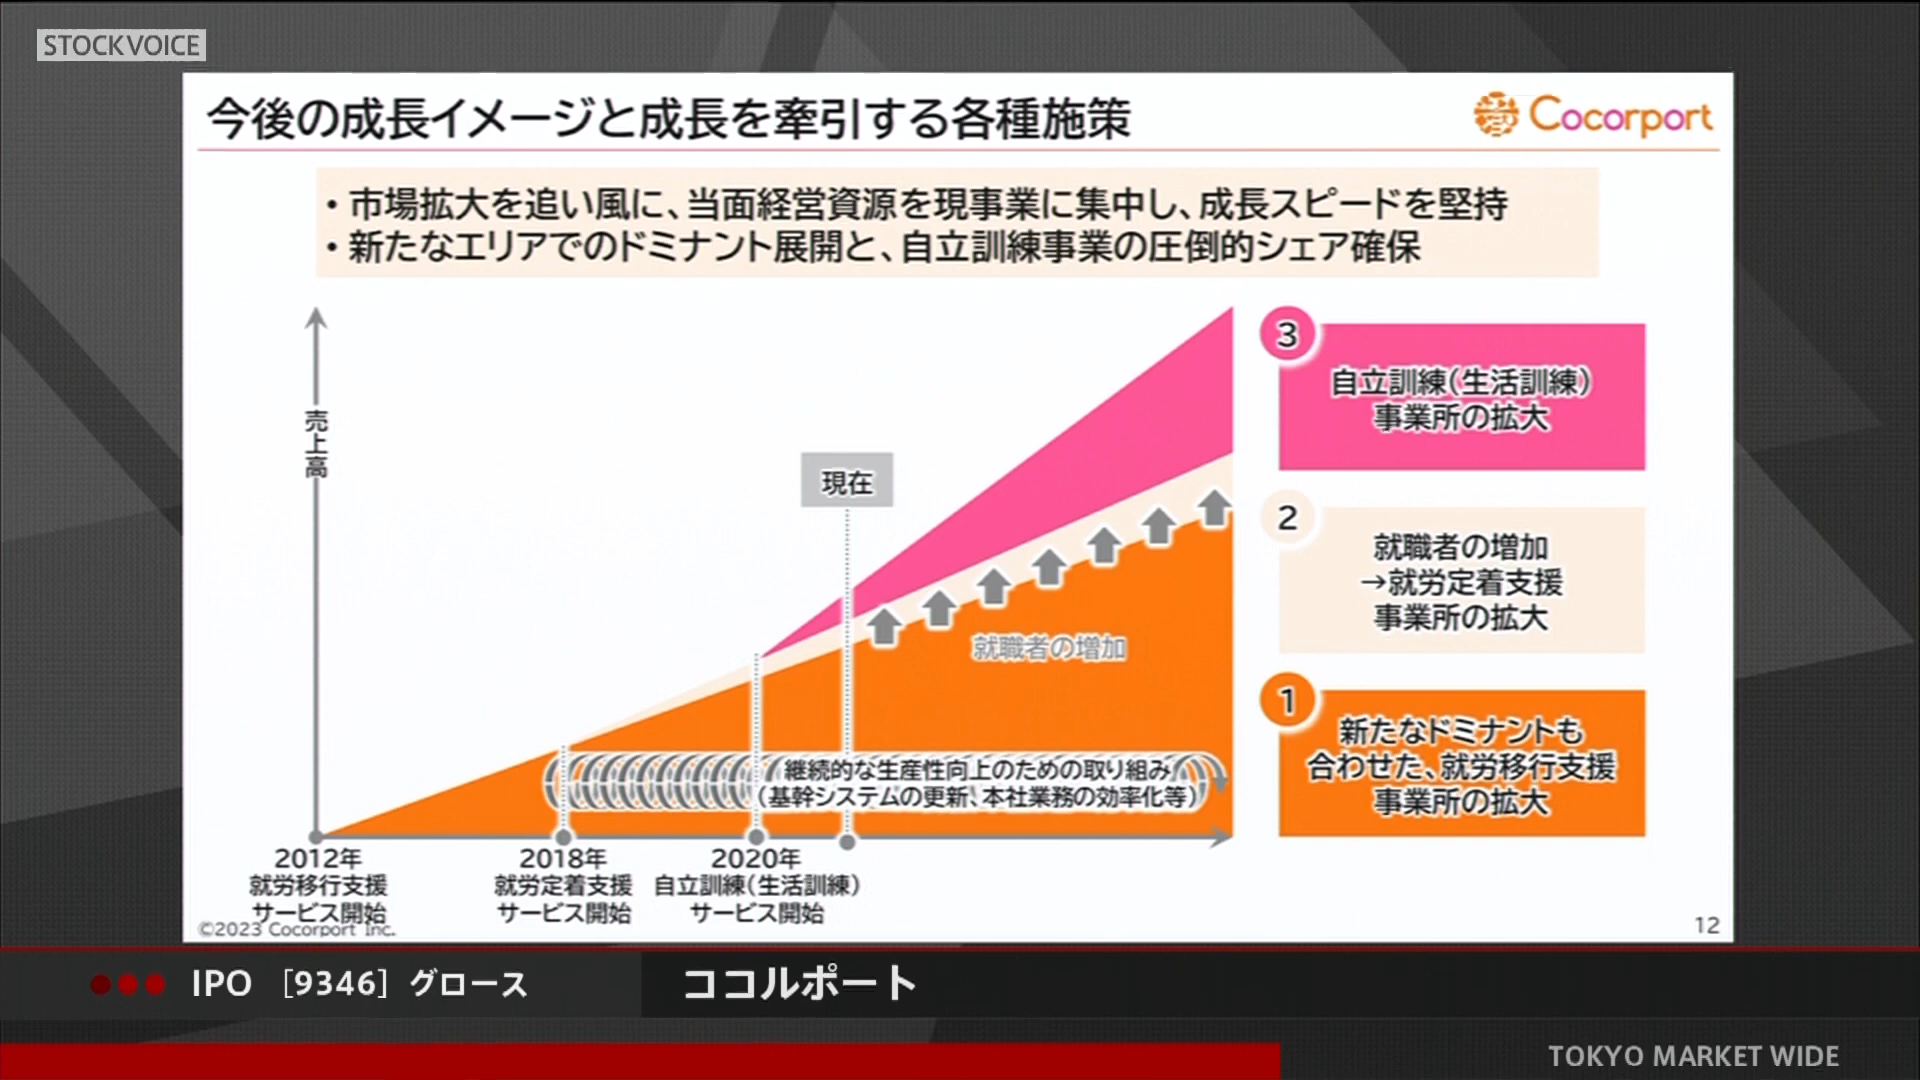 STOCKVOICE
今後の成長イメージと成長を牽引する各種施策
Cocorport
・市場拡大を追い風に、当面経営資源を現事業に集中し、成長スピードを堅持
・新たなエリアでのドミナント展開と、自立訓練事業の圧倒的シェア確保
売上高
現在
就職者の増加
継続的な生産性向上のための取り組み
(基幹システムの更新、本社業務の効率化等)
3
自立訓練(生活訓練)
事業所の拡大
2
就職者の増加
→就労定着支援
事業所の拡大
1
新たなドミナントも
合わせた、就労移行支援
事業所の拡大
2012年
就労移行支援
サービス開始
2018年
就労定着支援
サービス開始
2020年
自立訓練(生活訓練)
サービス開始
©2023 Cocorport Inc.
12
IPO [9346] グロース
ココルポート
TOKYO MARKET WIDE